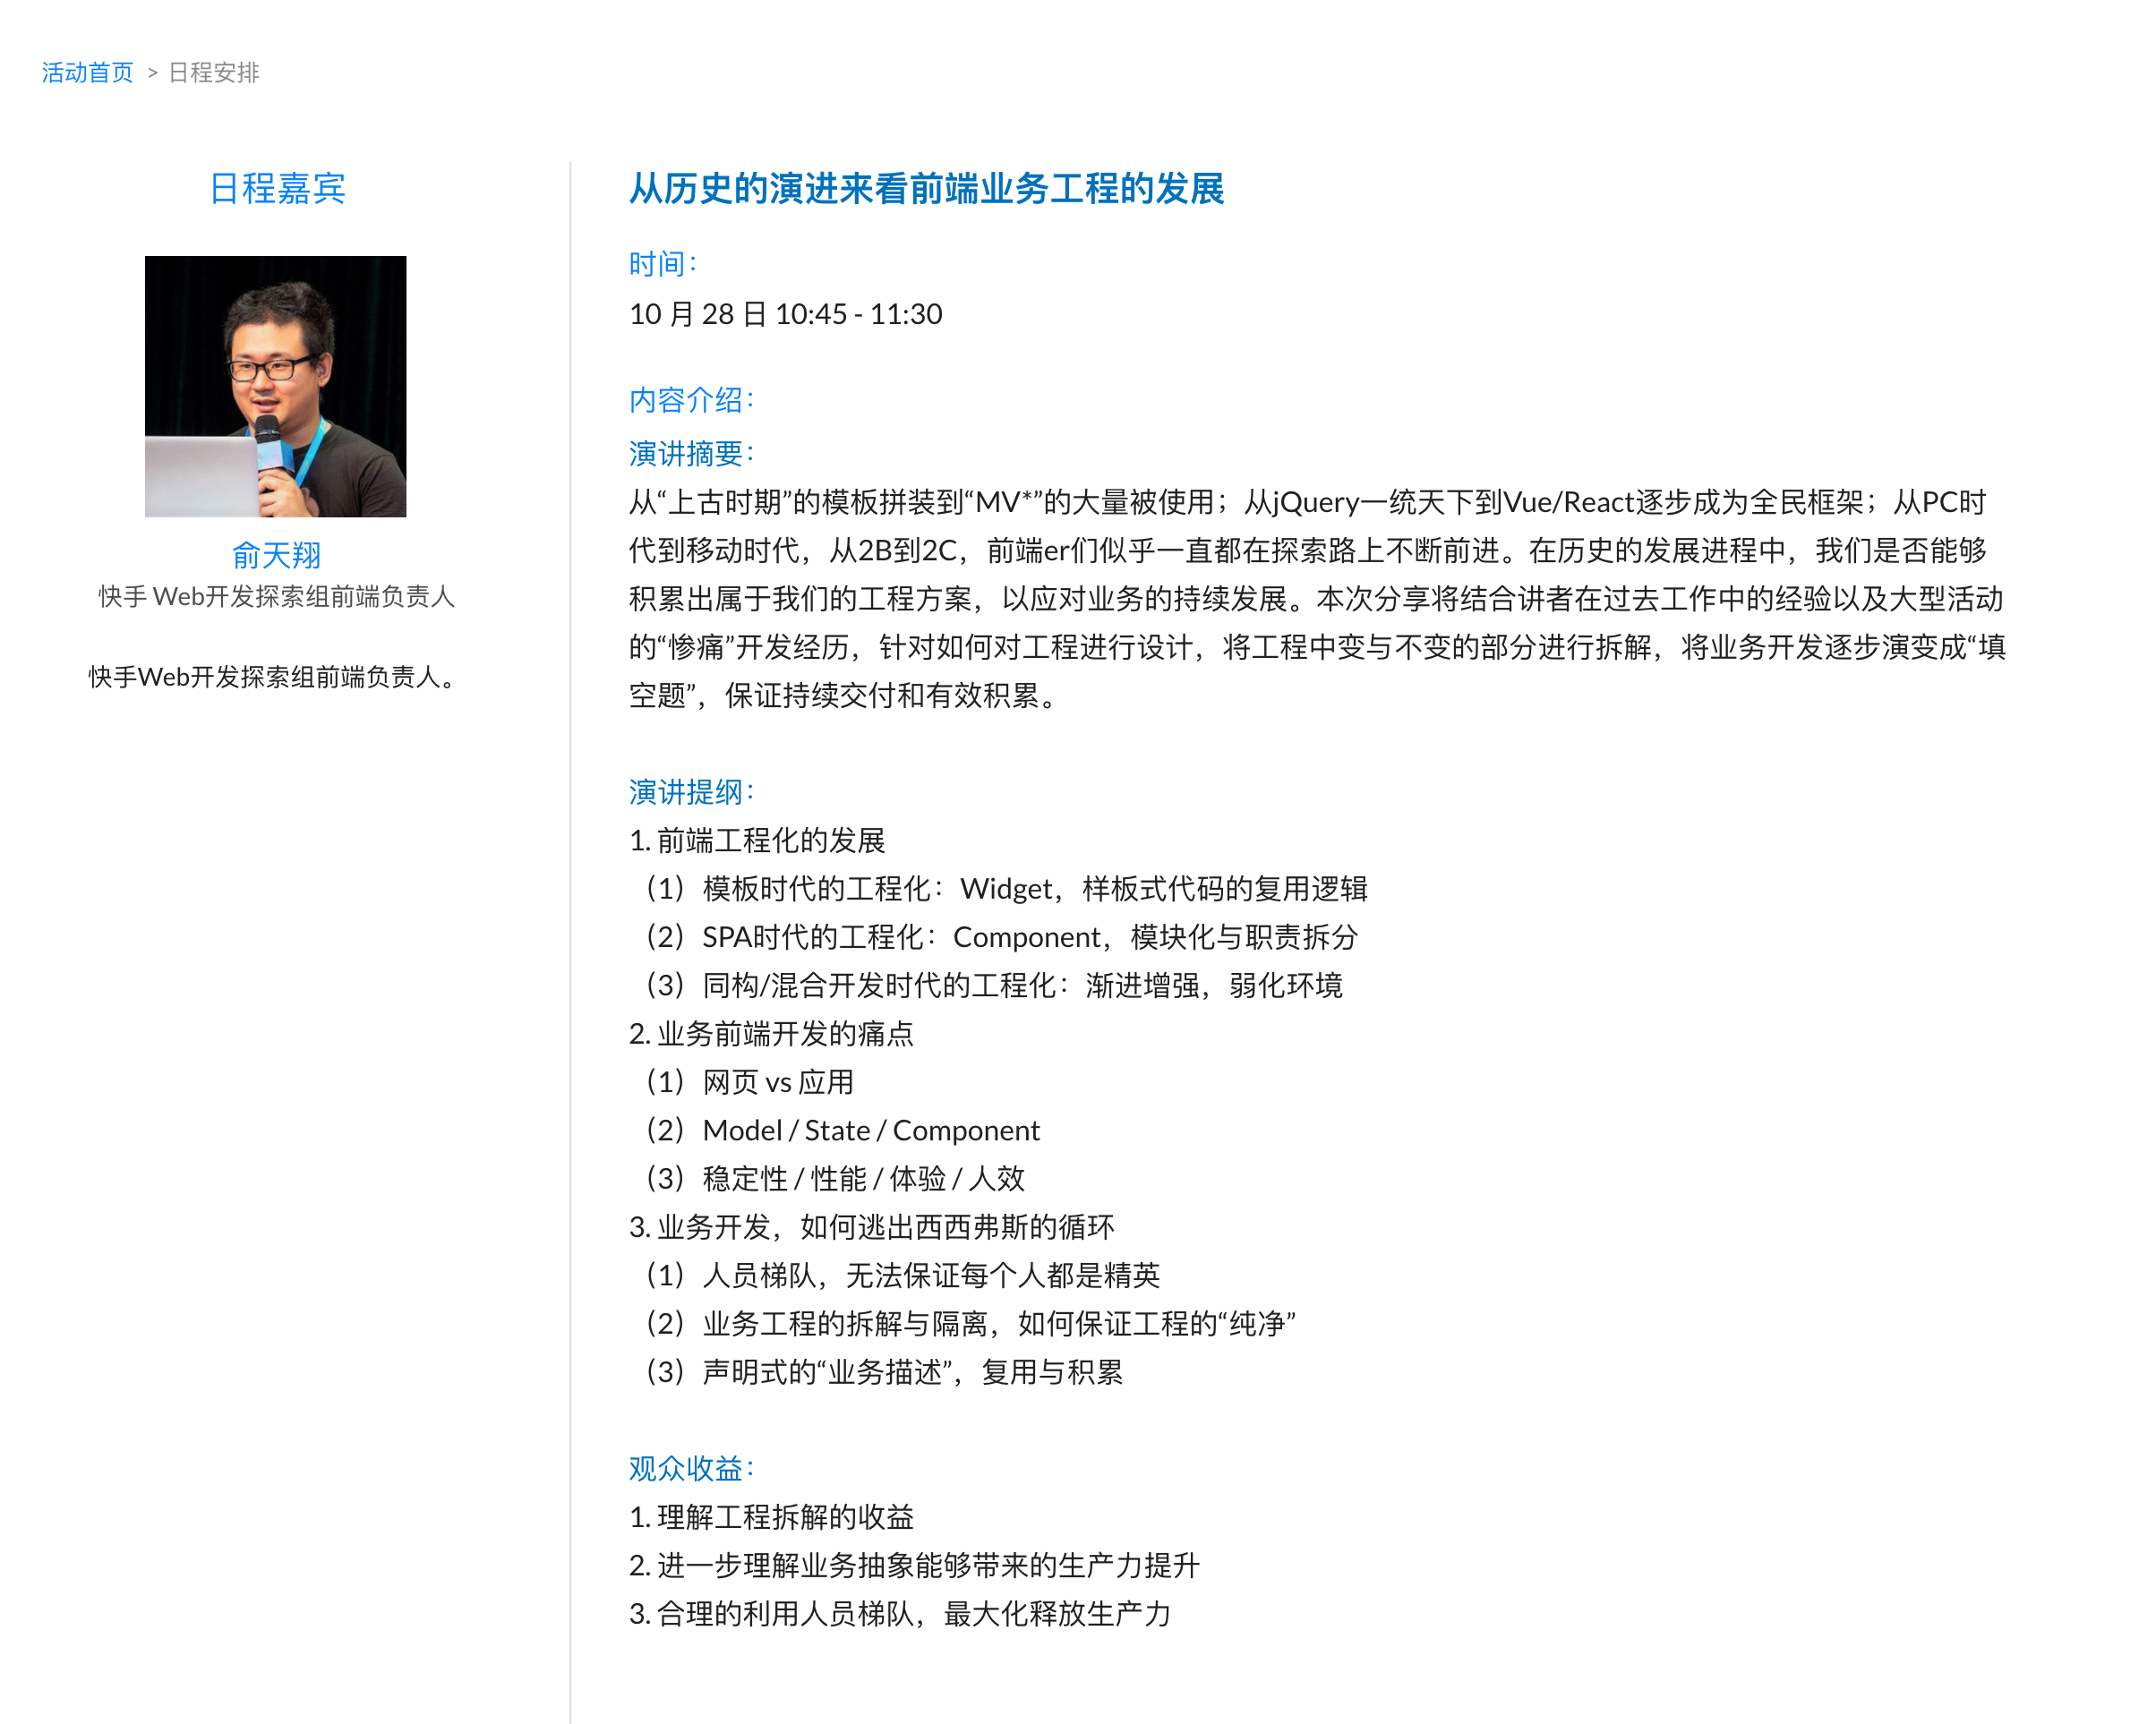 活动首页 > 日程安排
日程嘉宾
俞天翔
快手 Web开发探索组前端负责人
快手Web开发探索组前端负责人。
从历史的演进来看前端业务工程的发展
时间：
10 月 28 日 10:45 - 11:30
内容介绍：
演讲摘要：
从“上古时期”的模板拼装到“MV*”的大量被使用；从jQuery一统天下到Vue/React逐步成为全民框架；从PC时
代到移动时代，从2B到2C，前端er们似乎一直都在探索路上不断前进。在历史的发展进程中，我们是否能够
积累出属于我们的工程方案，以应对业务的持续发展。本次分享将结合讲者在过去工作中的经验以及大型活动
的“惨痛”开发经历，针对如何对工程进行设计，将工程中变与不变的部分进行拆解，将业务开发逐步演变成“填
空题”，保证持续交付和有效积累。
演讲提纲：
1. 前端工程化的发展
（1）模板时代的工程化：Widget，样板式代码的复用逻辑
（2）SPA时代的工程化：Component，模块化与职责拆分
（3）同构/混合开发时代的工程化：渐进增强，弱化环境
2. 业务前端开发的痛点
（1）网页 vs 应用
（2）Model / State / Component
（3）稳定性 / 性能 / 体验 / 人效
3. 业务开发，如何逃出西西弗斯的循环
（1）人员梯队，无法保证每个人都是精英
（2）业务工程的拆解与隔离，如何保证工程的“纯净”
（3）声明式的“业务描述”，复用与积累
观众收益：
1. 理解工程拆解的收益
2. 进一步理解业务抽象能够带来的生产力提升
3. 合理的利用人员梯队，最大化释放生产力